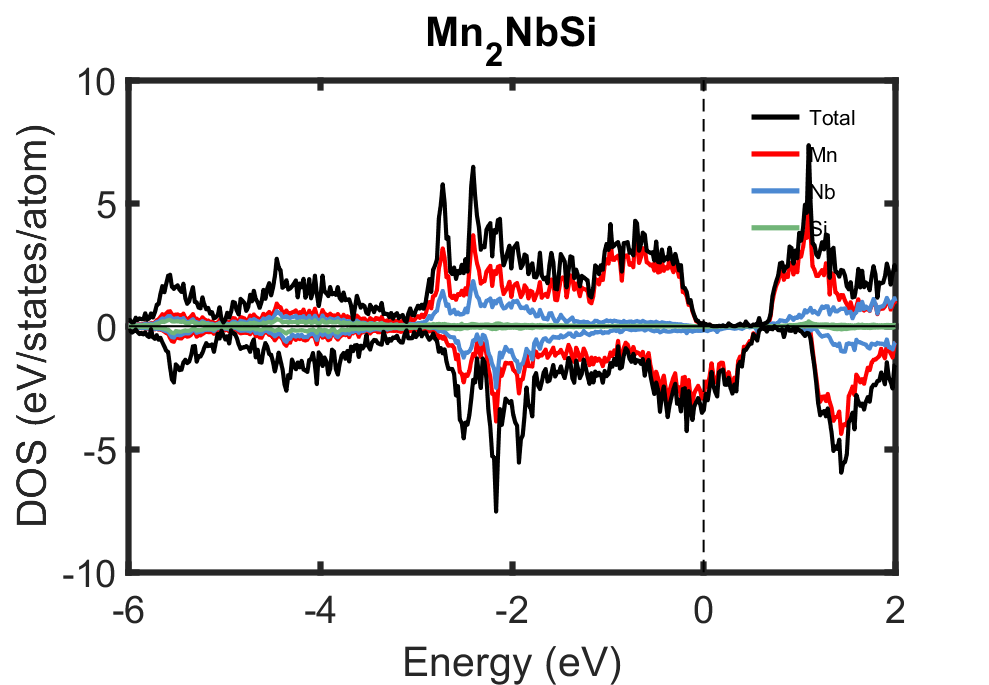 Mn2NbSi
DOS (eV/states/atom)
10
5
0
-5
-10
Total
Mn
Nb
Si
-6 -4 -2 0 2
Energy (eV)